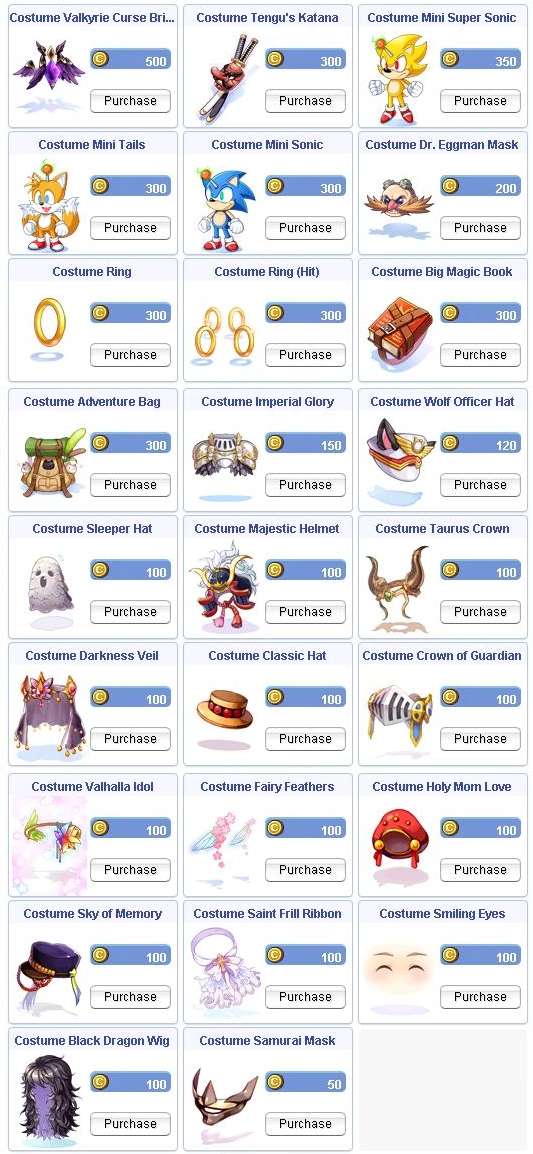 Costume Valkyrie Curse Bri...
C 500
Purchase
Costume Tengu's Katana
C 300
Purchase
Costume Mini Super Sonic
C 350
Purchase
Costume Mini Tails
C 300
Purchase
Costume Mini Sonic
C 300
Purchase
Costume Dr. Eggman Mask
C 200
Purchase
Costume Ring
C 300
Purchase
Costume Ring (Hit)
C 300
Purchase
Costume Big Magic Book
C 300
Purchase
Costume Adventure Bag
C 300
Purchase
Costume Imperial Glory
C 150
Purchase
Costume Wolf Officer Hat
C 120
Purchase
Costume Sleeper Hat
C 100
Purchase
Costume Majestic Helmet
C 100
Purchase
Costume Taurus Crown
C 100
Purchase
Costume Darkness Veil
C 100
Purchase
Costume Classic Hat
C 100
Purchase
Costume Crown of Guardian
C 100
Purchase
Costume Valhalla Idol
C 100
Purchase
Costume Fairy Feathers
C 100
Purchase
Costume Holy Mom Love
C 100
Purchase
Costume Sky of Memory
C 100
Purchase
Costume Saint Frill Ribbon
C 100
Purchase
Costume Smiling Eyes
C 100
Purchase
Costume Black Dragon Wig
C 100
Purchase
Costume Samurai Mask
C 50
Purchase